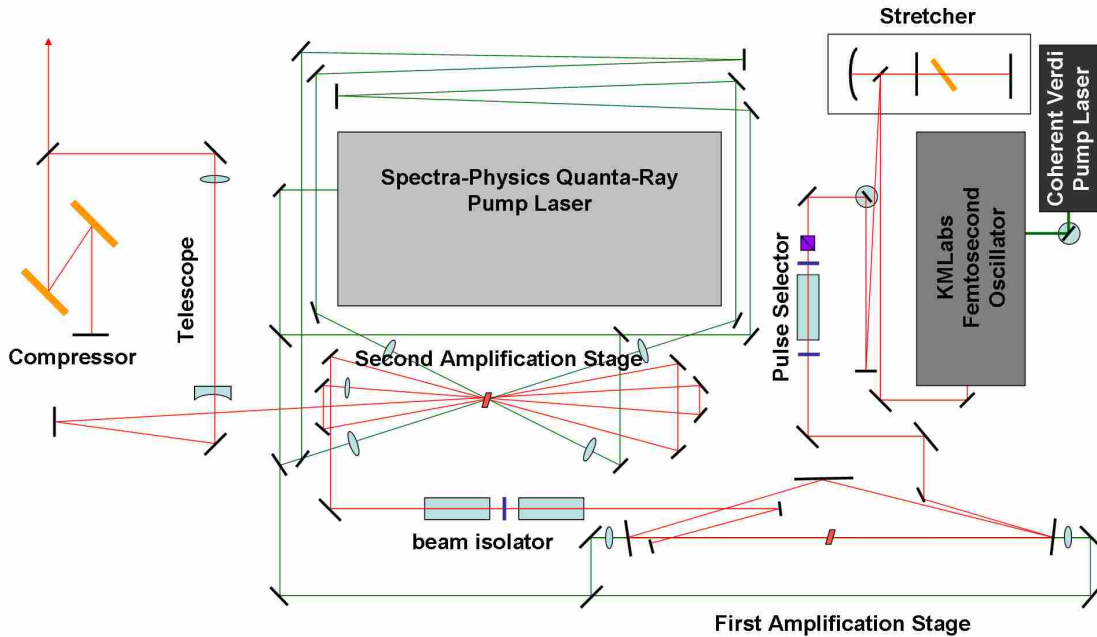 Stretcher
Coherent Verdi
Pump Laser
Spectra-Physics Quanta-Ray
Pump Laser
KMLabs
Femtosecond
Oscillator
Telescope
Pulse Selector
Compressor
Second Amplification Stage
beam isolator
First Amplification Stage